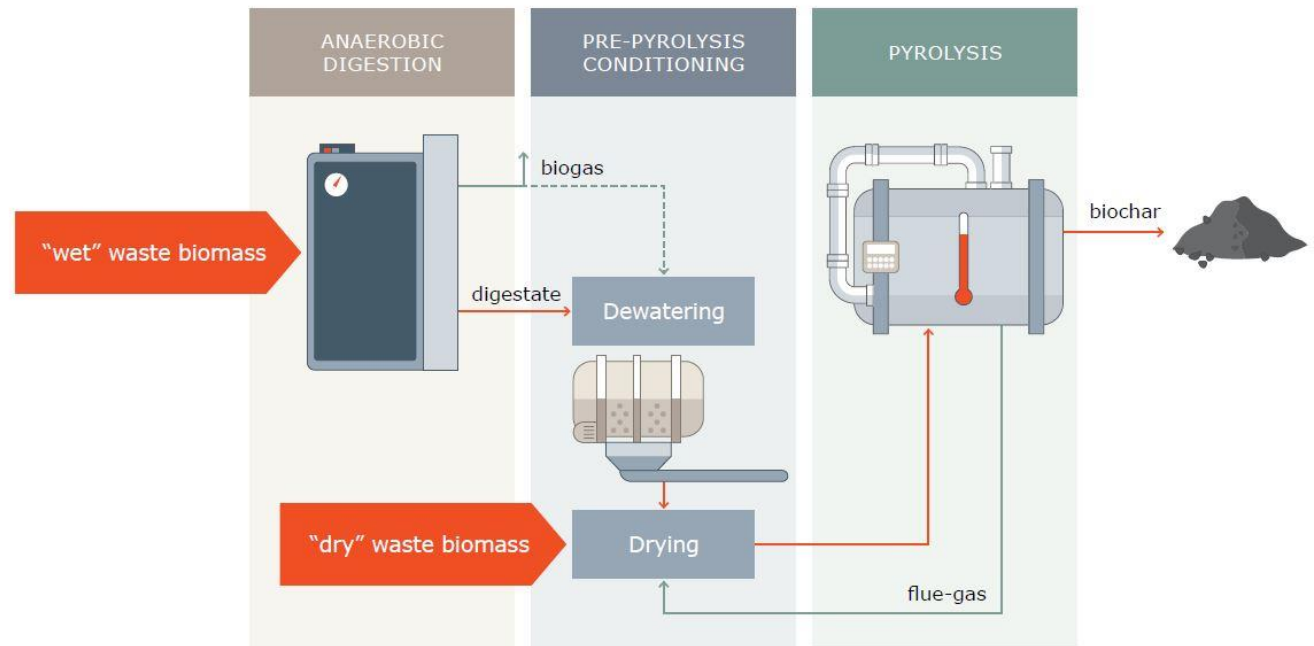 ANAEROBIC
DIGESTION
PRE-PYROLYSIS
CONDITIONING
PYROLYSIS
biogas
“wet” waste biomass
biochar
digestate
Dewatering
“dry” waste biomass
Drying
flue-gas